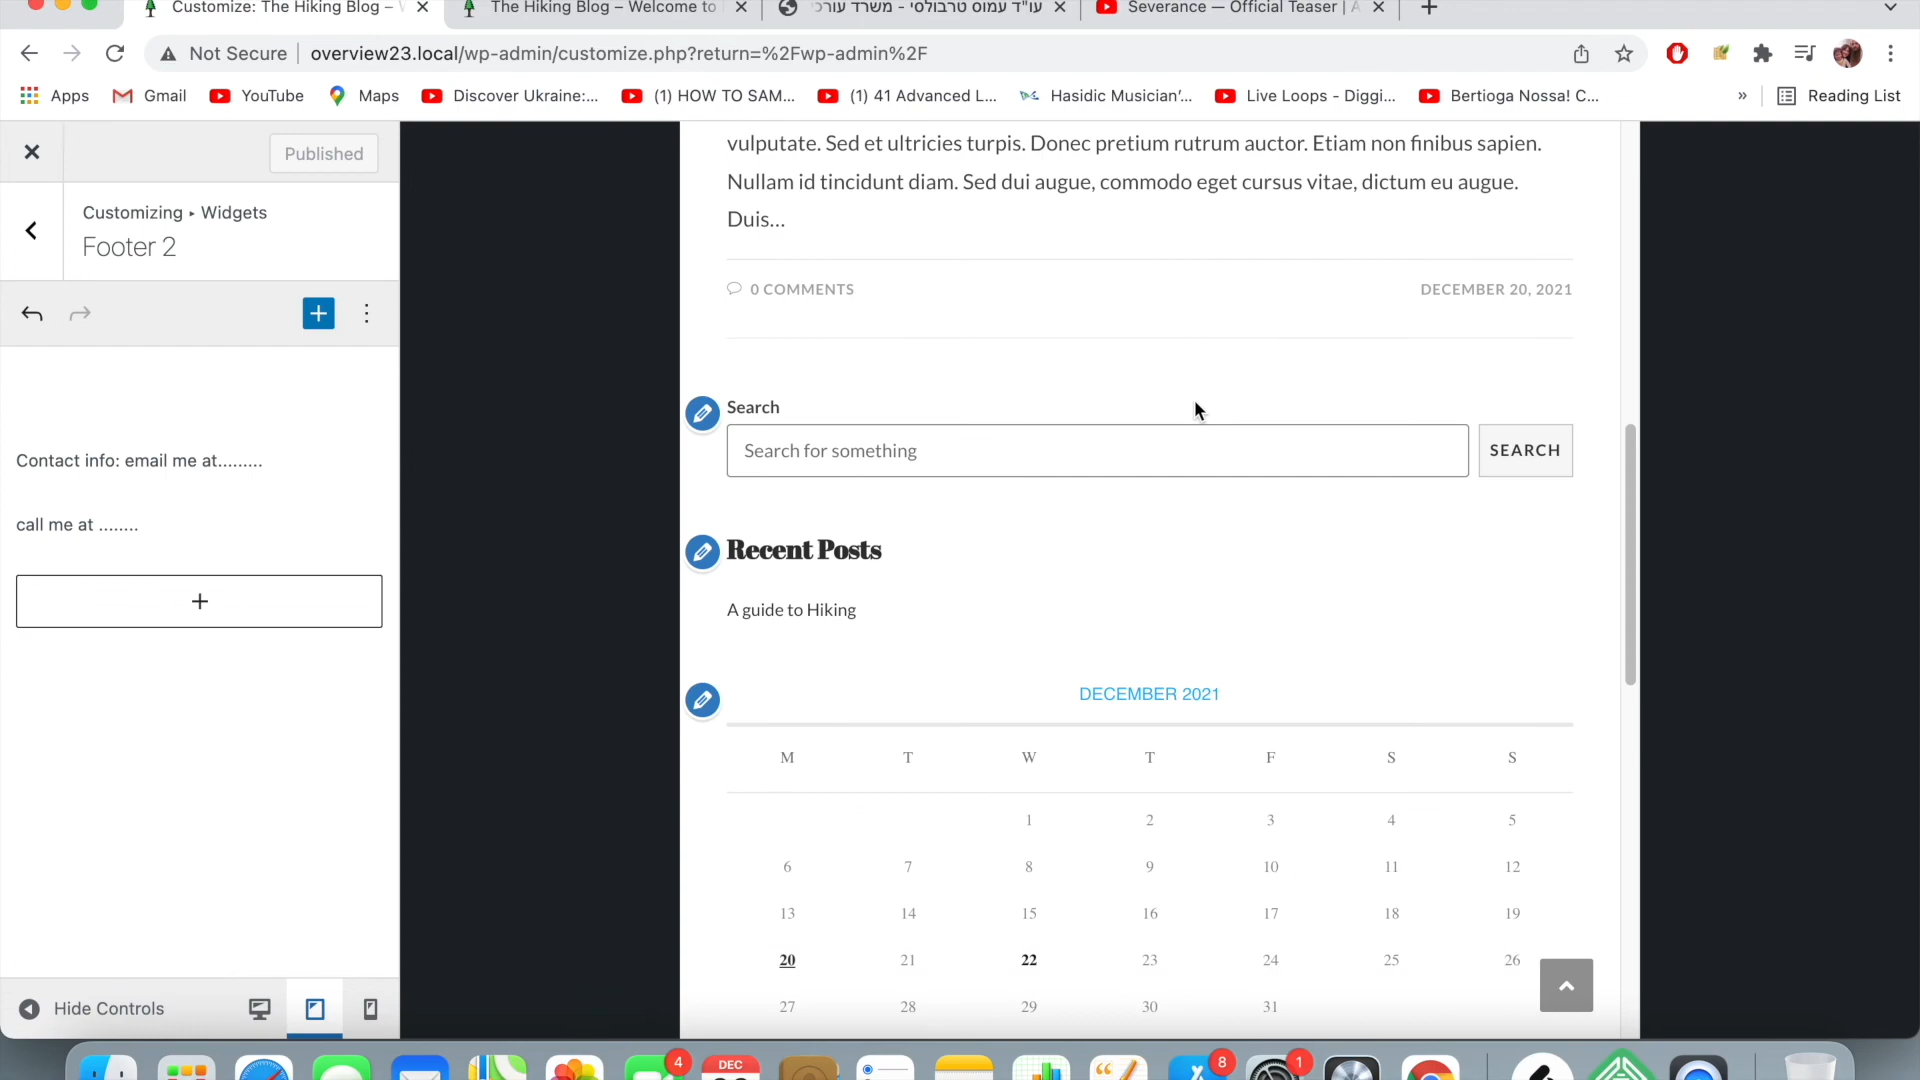 Customize: The Hiking Blog –
The Hiking Blog – Welcome to
עו"ד עמוס טרבולסי - משרד עורכי
Severance — Official Teaser | A
Not Secure
overview23.local/wp-admin/customize.php?return=%2Fwp-admin%2F
Apps
Gmail
YouTube
Maps
Discover Ukraine:...
(1) HOW TO SAM...
(1) 41 Advanced L...
Hasidic Musician'...
Live Loops - Diggi...
Bertioga Nossa! C...
»
Reading List
Published
Customizing ▸ Widgets
Footer 2
Contact info: email me at.........
call me at ........
Hide Controls
vulputate. Sed et ultricies turpis. Donec pretium rutrum auctor. Etiam non finibus sapien.
Nullam id tincidunt diam. Sed dui augue, commodo eget cursus vitae, dictum eu augue.
Duis...
0 COMMENTS
DECEMBER 20, 2021
Search
Search for something
SEARCH
Recent Posts
A guide to Hiking
DECEMBER 2021
M T W T F S S
1 2 3 4 5
6 7 8 9 10 11 12
13 14 15 16 17 18 19
20 21 22 23 24 25 26
27 28 29 30 31
4
DEC
8
1